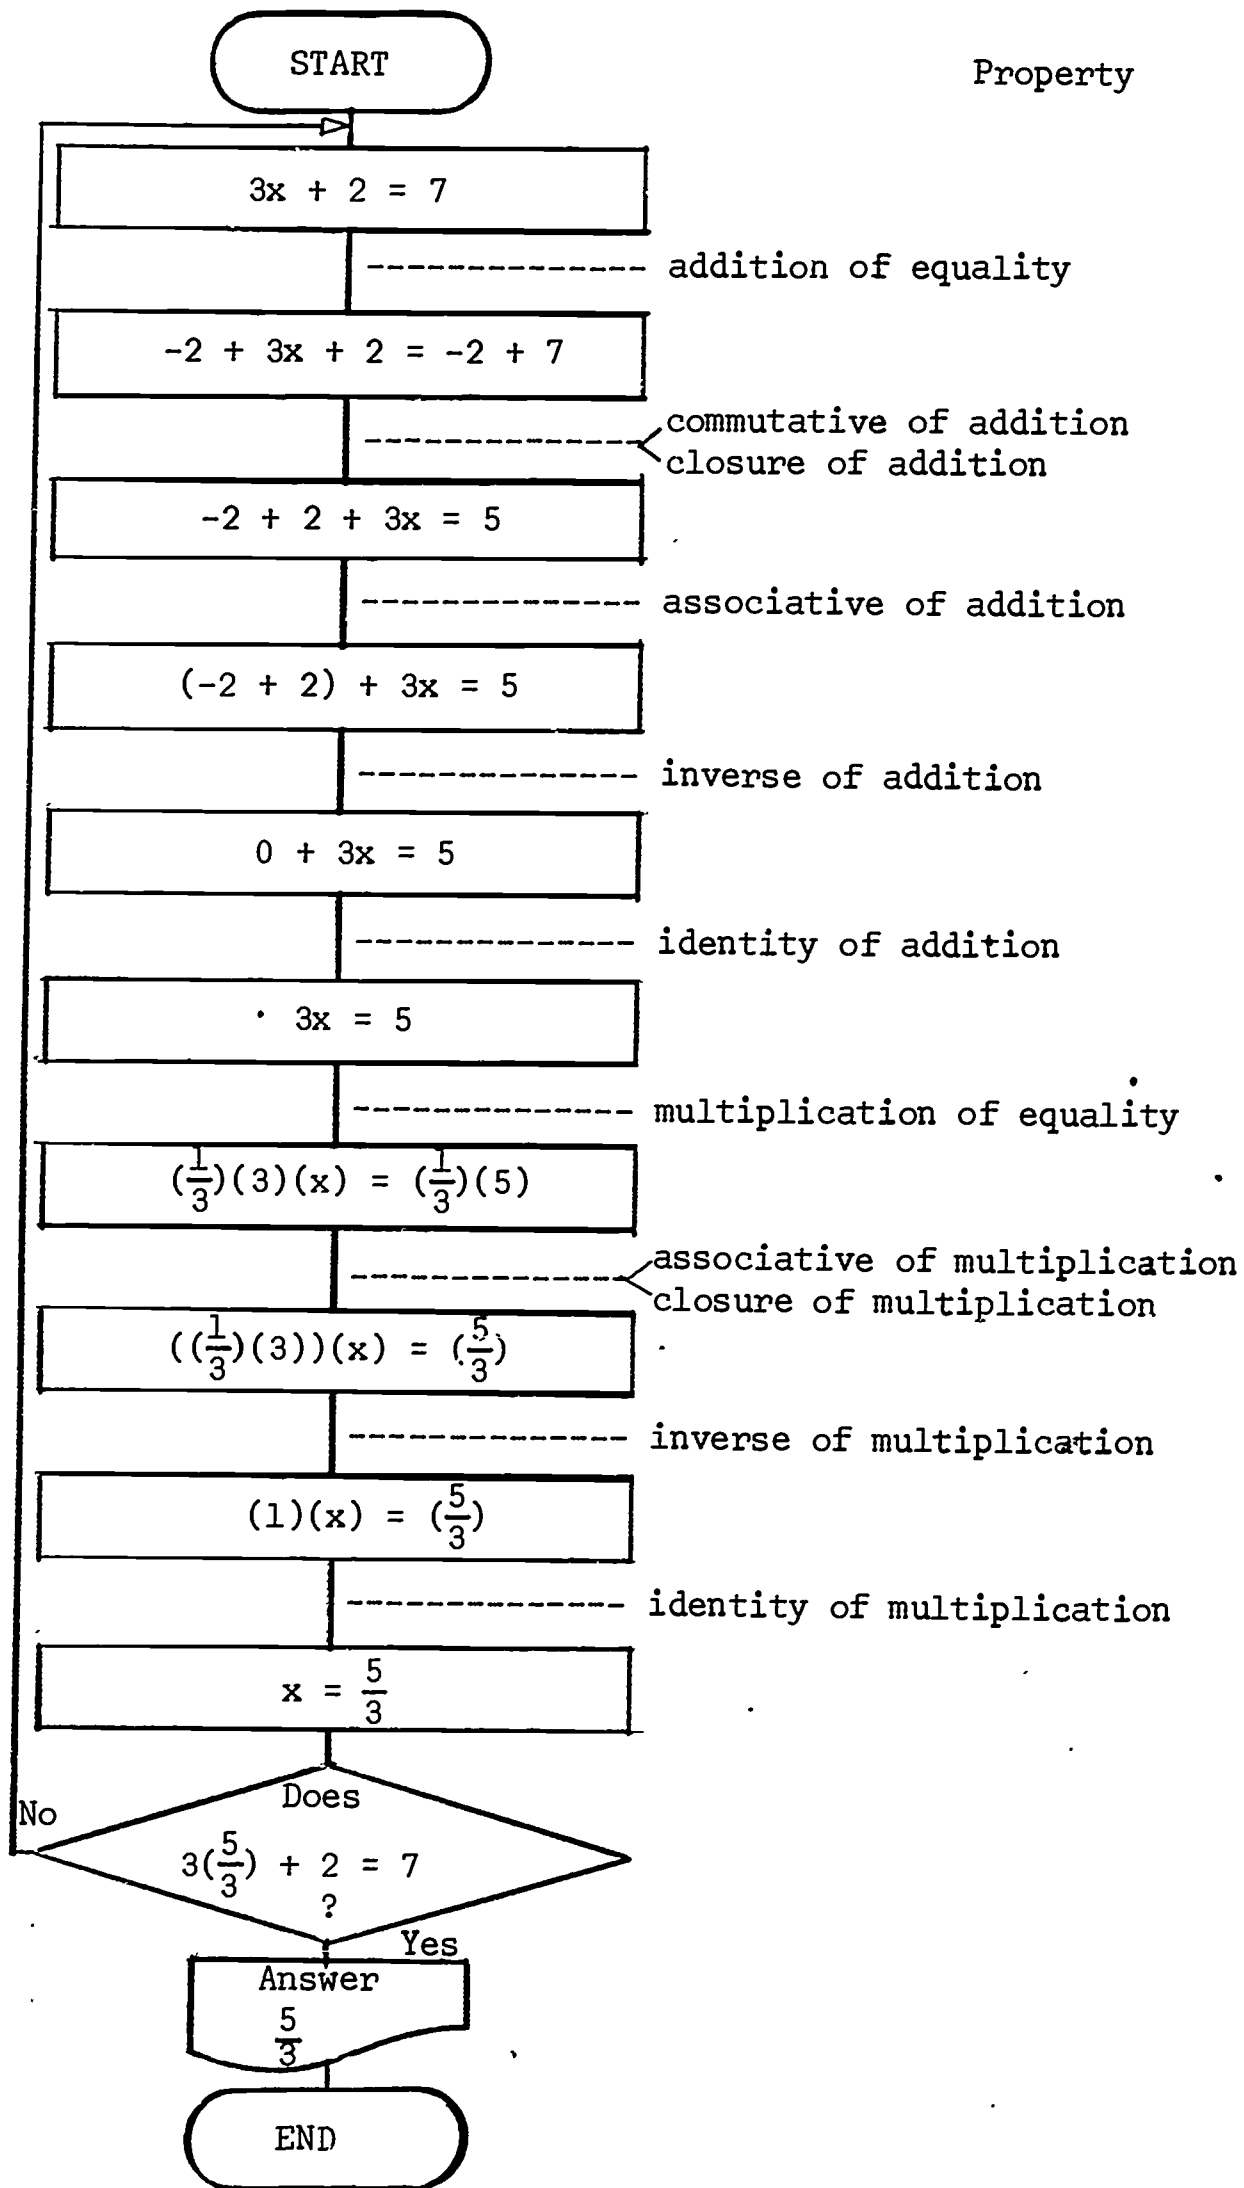 START
Property
3x + 2 = 7
addition of equality
-2 + 3x + 2 = -2 + 7
commutative of addition
closure of addition
-2 + 2 + 3x = 5
associative of addition
(-2 + 2) + 3x = 5
inverse of addition
0 + 3x = 5
identity of addition
3x = 5
multiplication of equality
(1/3)(3)(x) = (1/3)(5)
associative of multiplication
closure of multiplication
((1/3)(3))(x) = (5/3)
inverse of multiplication
(1)(x) = (5/3)
identity of multiplication
x = 5/3
Does
No
3(5/3) + 2 = 7
?
Yes
Answer
5/3
END